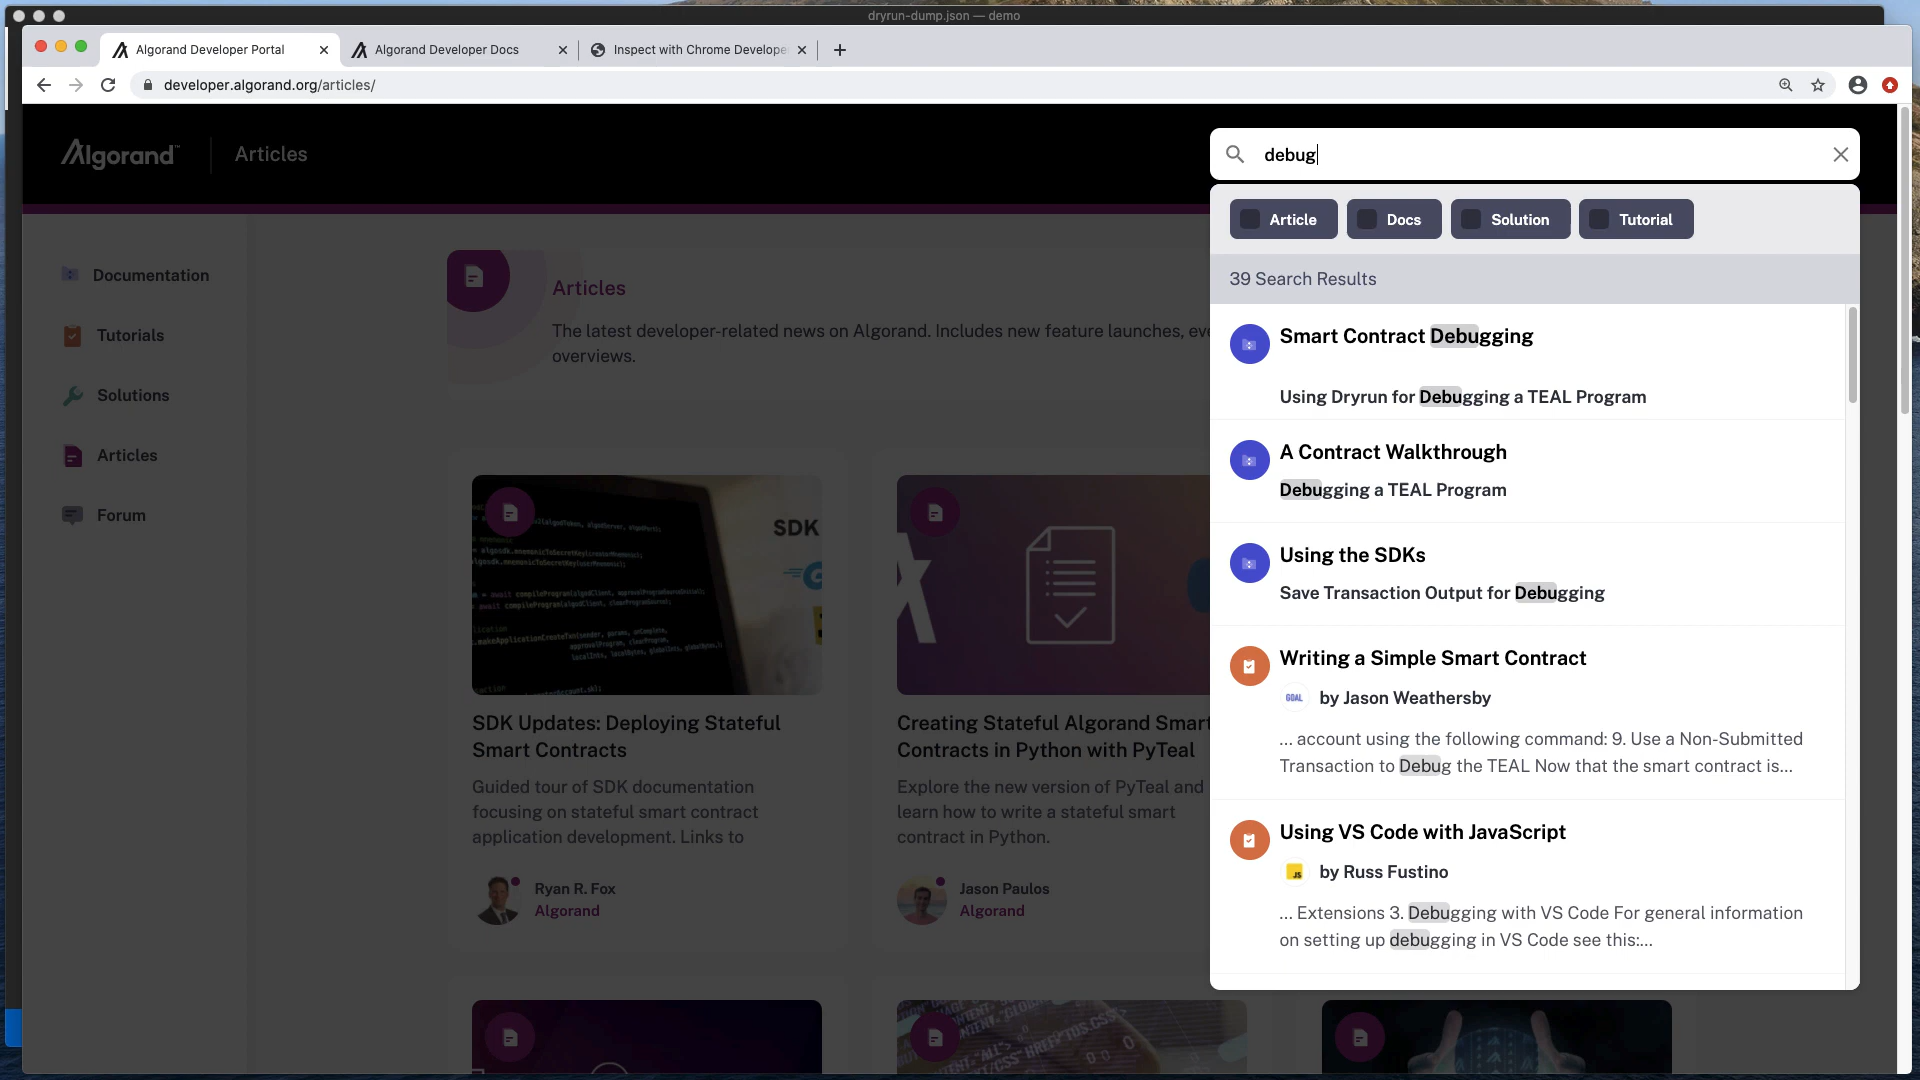 dryrun-dump.json — demo
Algorand Developer Portal
Algorand Developer Docs
Inspect with Chrome Develope
developer.algorand.org/articles/
Algorand™
Articles
debug
Article
Docs
Solution
Tutorial
39 Search Results
Smart Contract Debugging
Using Dryrun for Debugging a TEAL Program
A Contract Walkthrough
Debugging a TEAL Program
Using the SDKs
Save Transaction Output for Debugging
Writing a Simple Smart Contract
GOAL
by Jason Weathersby
... account using the following command: 9. Use a Non-Submitted
Transaction to Debug the TEAL Now that the smart contract is...
Using VS Code with JavaScript
JS
by Russ Fustino
... Extensions 3. Debugging with VS Code For general information
on setting up debugging in VS Code see this:...
Documentation
Tutorials
Solutions
Articles
Forum
Articles
The latest developer-related news on Algorand. Includes new feature launches, eve
overviews.
SDK
SDK Updates: Deploying Stateful
Smart Contracts
Guided tour of SDK documentation
focusing on stateful smart contract
application development. Links to
Ryan R. Fox
Algorand
Creating Stateful Algorand Smart
Contracts in Python with PyTeal
Explore the new version of PyTeal and
learn how to write a stateful smart
contract in Python.
Jason Paulos
Algorand